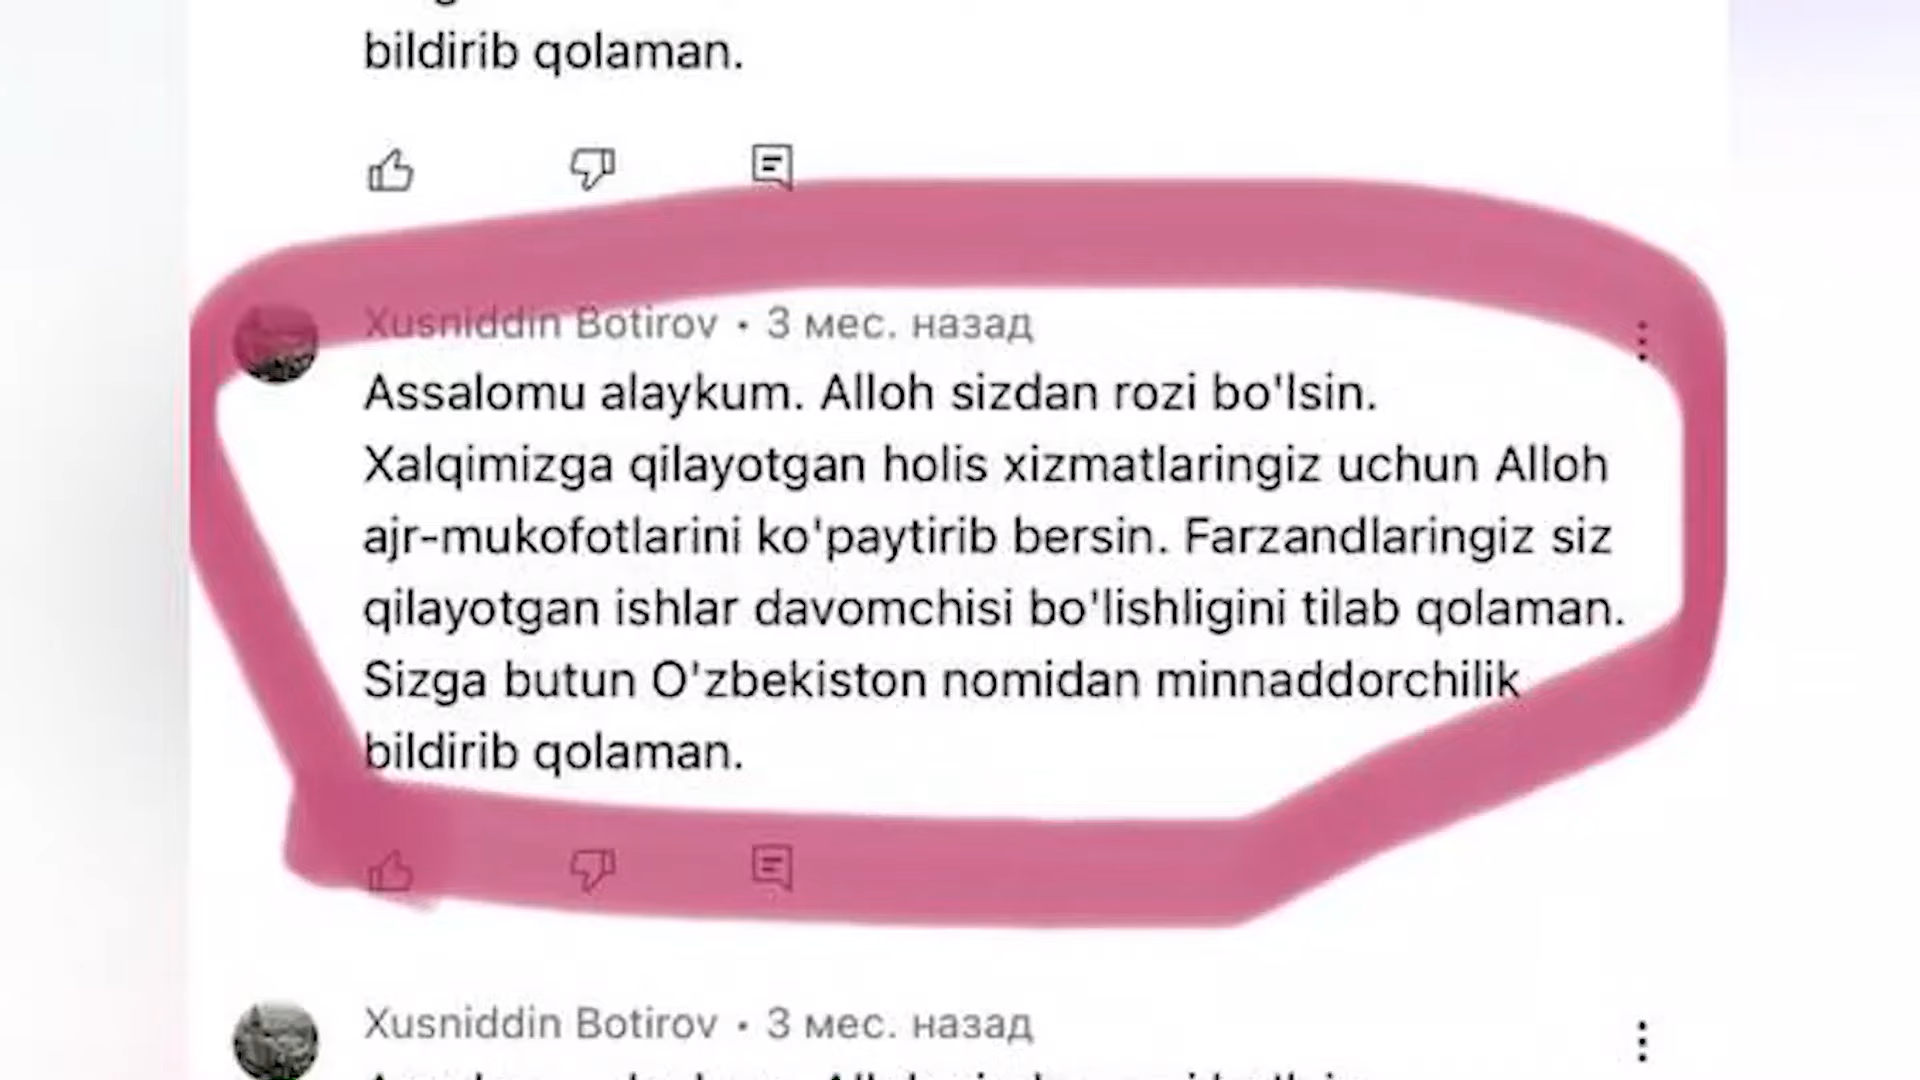 bildirib qolaman.
Xusniddin Botirov • 3 мес. назад
Assalomu alaykum. Alloh sizdan rozi bo'lsin.
Xalqimizga qilayotgan holis xizmatlaringiz uchun Alloh
ajr-mukofotlarini ko'paytirib bersin. Farzandlaringiz siz
qilayotgan ishlar davomchisi bo'lishligini tilab qolaman.
Sizga butun O'zbekiston nomidan minnaddorchilik
bildirib qolaman.
Xusniddin Botirov • 3 мес. назад